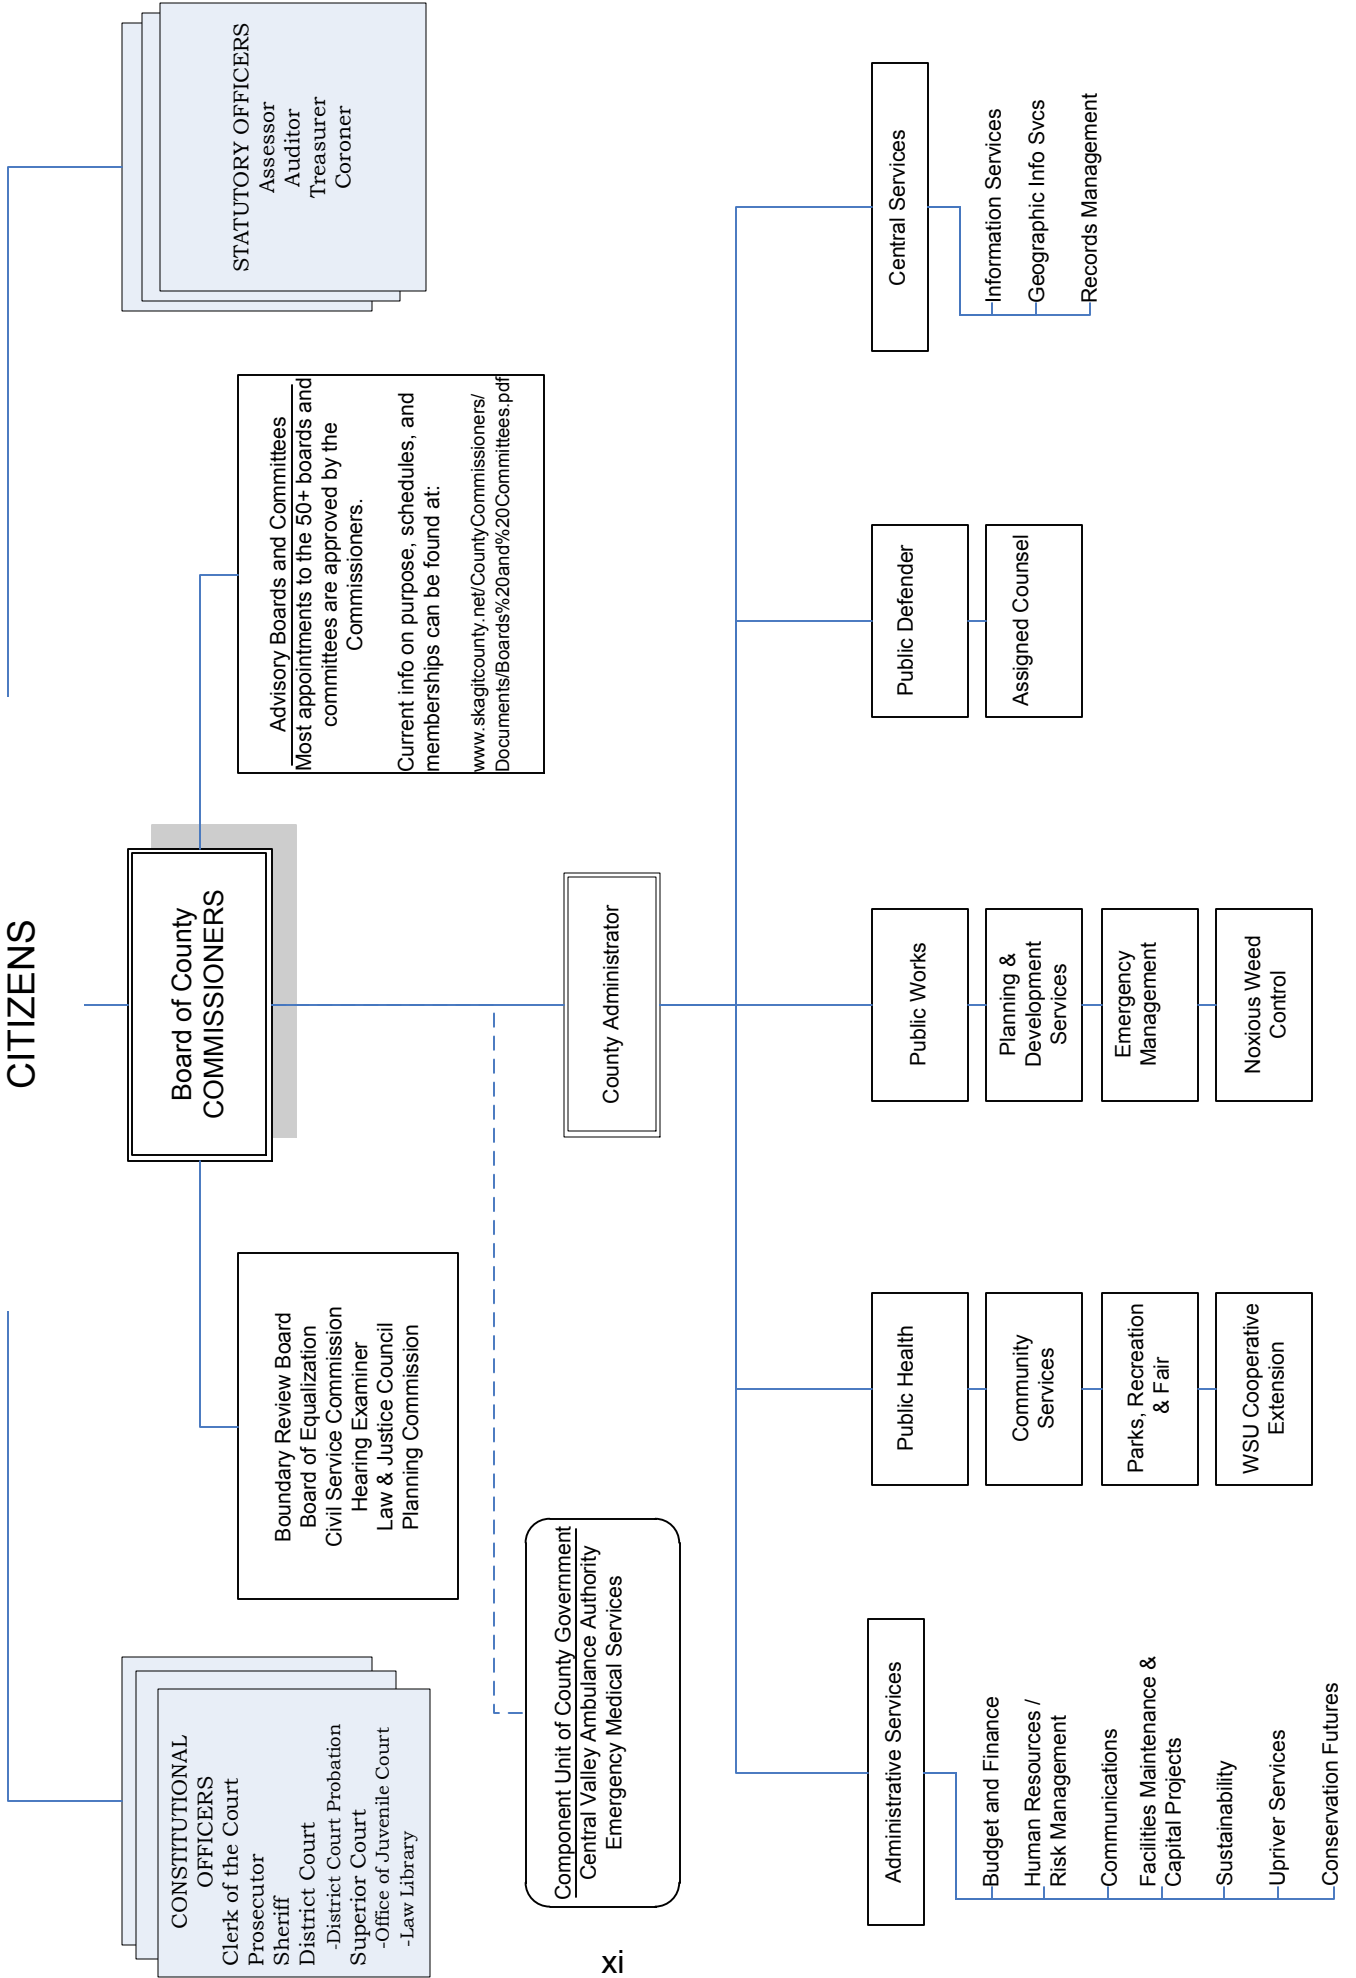 CITIZENS
CONSTITUTIONAL
OFFICERS
Clerk of the Court
Prosecutor
Sheriff
District Court
-District Court Probation
Superior Court
-Office of Juvenile Court
-Law Library
Boundary Review Board
Board of Equalization
Civil Service Commission
Hearing Examiner
Law & Justice Council
Planning Commission
Board of County
COMMISSIONERS
Advisory Boards and Committees
Most appointments to the 50+ boards and
committees are approved by the
Commissioners.
Current info on purpose, schedules, and
memberships can be found at:
www.skagitcounty.net/CountyCommissioners/
Documents/Boards%20and%20Committees.pdf
STATUTORY OFFICERS
Assessor
Auditor
Treasurer
Coroner
Component Unit of County Government
Central Valley Ambulance Authority
Emergency Medical Services
County Administrator
Administrative Services
Budget and Finance
Human Resources /
Risk Management
Communications
Facilities Maintenance &
Capital Projects
Sustainability
Upriver Services
Conservation Futures
Public Health
Community
Services
Parks, Recreation
& Fair
WSU Cooperative
Extension
Public Works
Planning &
Development
Services
Emergency
Management
Noxious Weed
Control
Public Defender
Assigned Counsel
Central Services
Information Services
Geographic Info Svcs
Records Management
xi